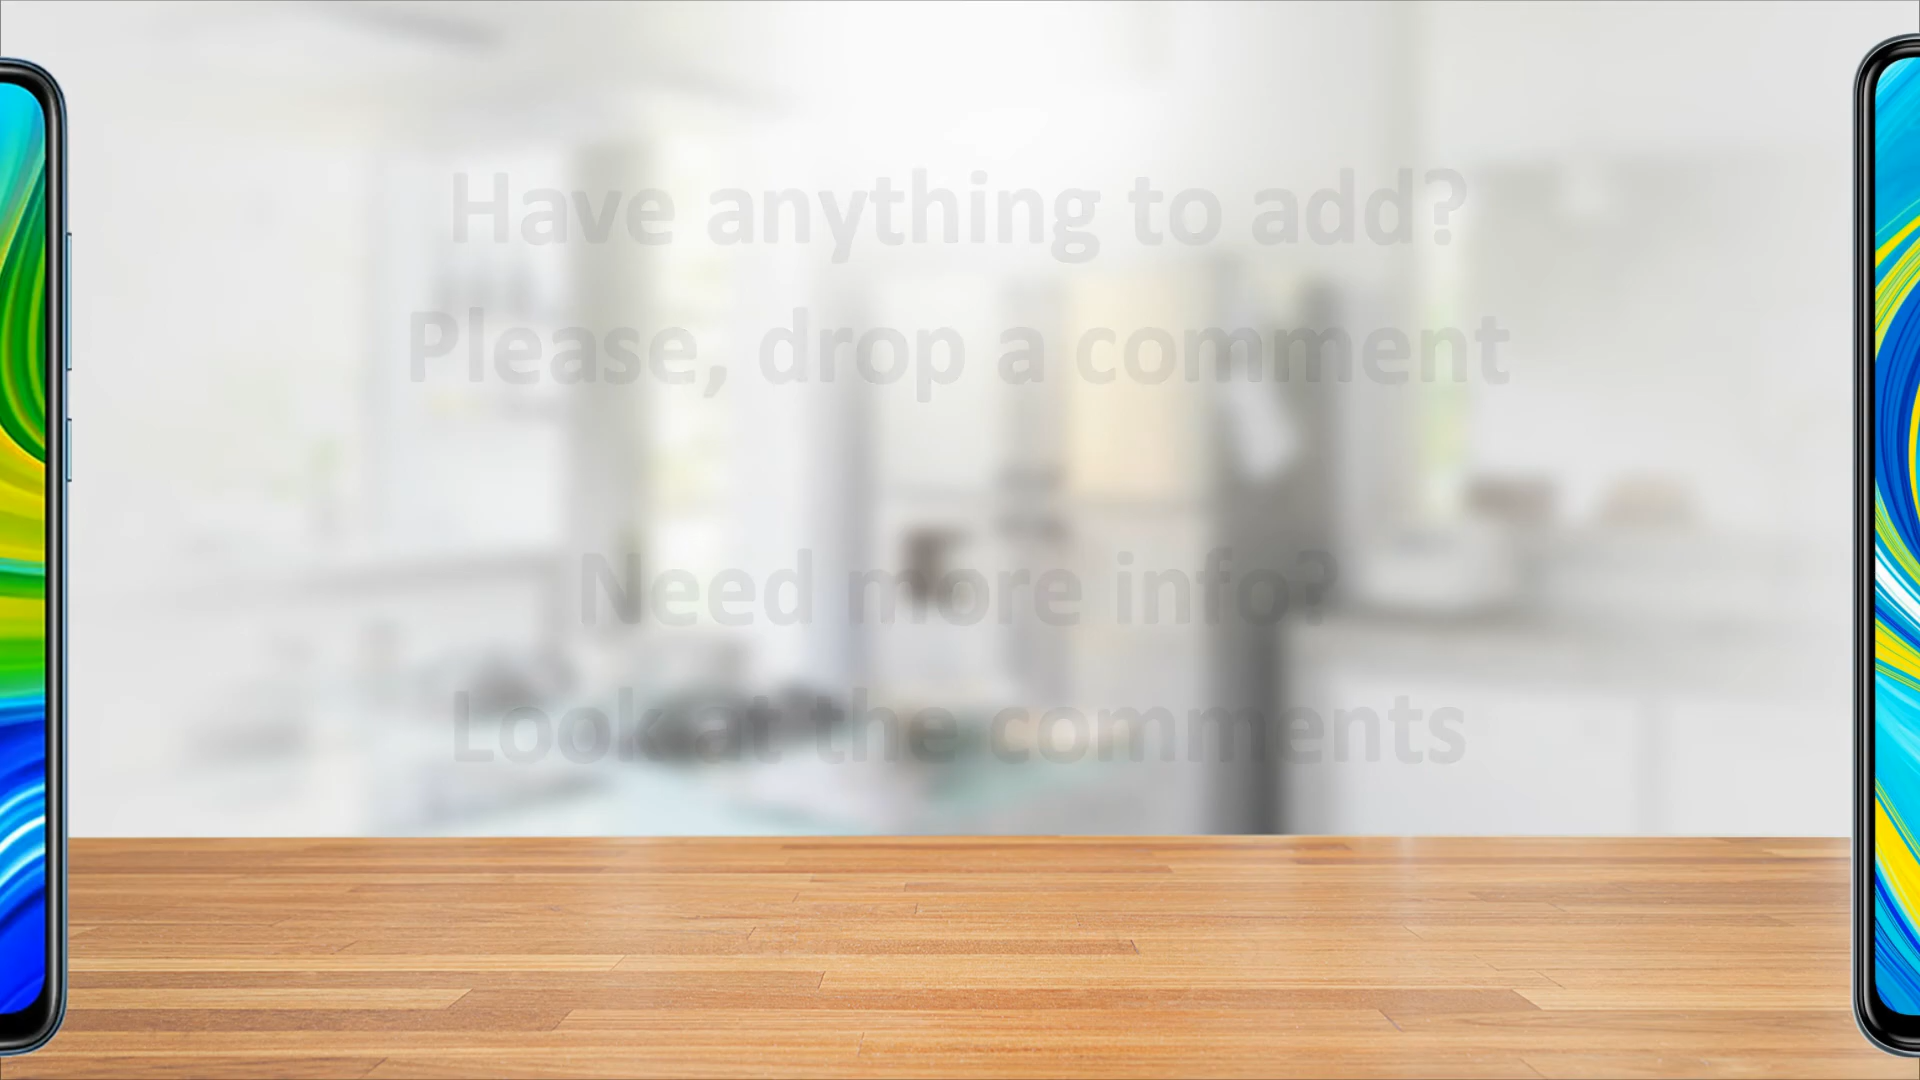 Have anything to add?
Please, drop a comment
Need more info?
Look at the comments